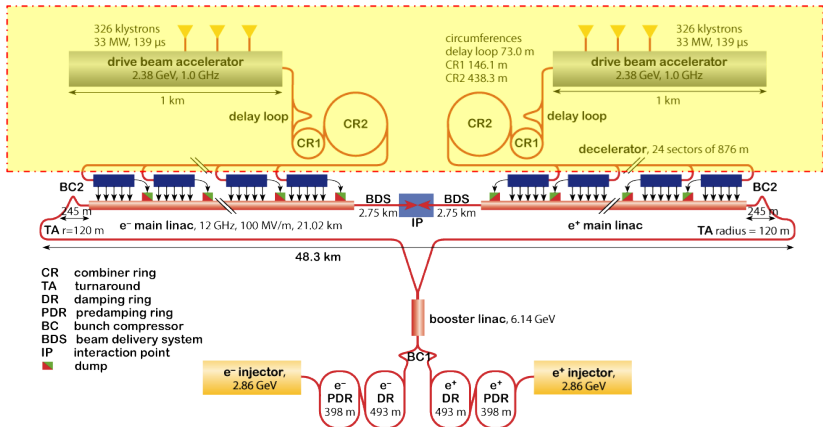 326 klystrons
33 MW, 139 µs
drive beam accelerator
2.38 GeV, 1.0 GHz
1 km
delay loop
CR1
CR2
circumferences
delay loop 73.0 m
CR1 146.1 m
CR2 438.3 m
326 klystrons
33 MW, 139 µs
drive beam accelerator
2.38 GeV, 1.0 GHz
1 km
delay loop
CR2
CR1
decelerator, 24 sectors of 876 m
BC2
BDS
2.75 km
IP
BDS
2.75 km
BC2
245 m
245 m
e⁻ main linac, 12 GHz, 100 MV/m, 21.02 km
e⁺ main linac
TA r=120 m
TA radius = 120 m
48.3 km
CR combiner ring
TA turnaround
DR damping ring
PDR predamping ring
BC bunch compressor
BDS beam delivery system
IP interaction point
dump
booster linac, 6.14 GeV
BC1
e⁻ injector,
2.86 GeV
e⁻
PDR
398 m
e⁻
DR
493 m
e⁺
DR
493 m
e⁺
PDR
398 m
e⁺ injector,
2.86 GeV